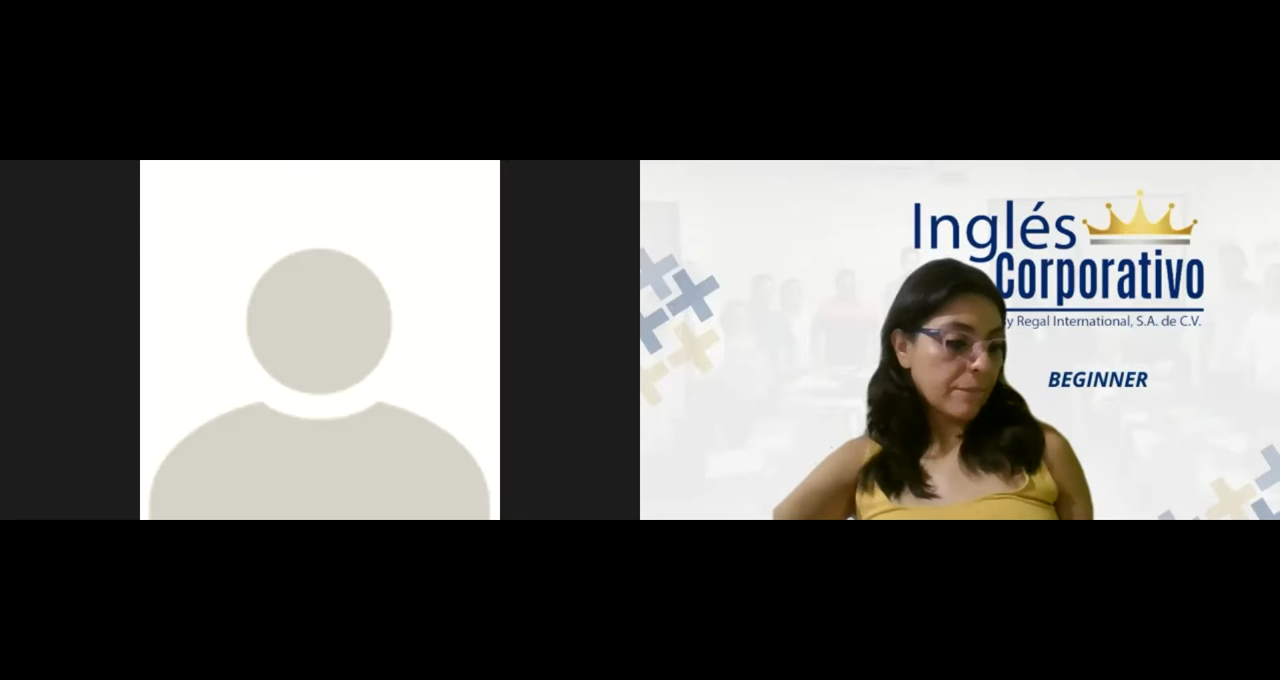 Inglés
Corporativo
y Regal International, S.A. de C.V.
BEGINNER